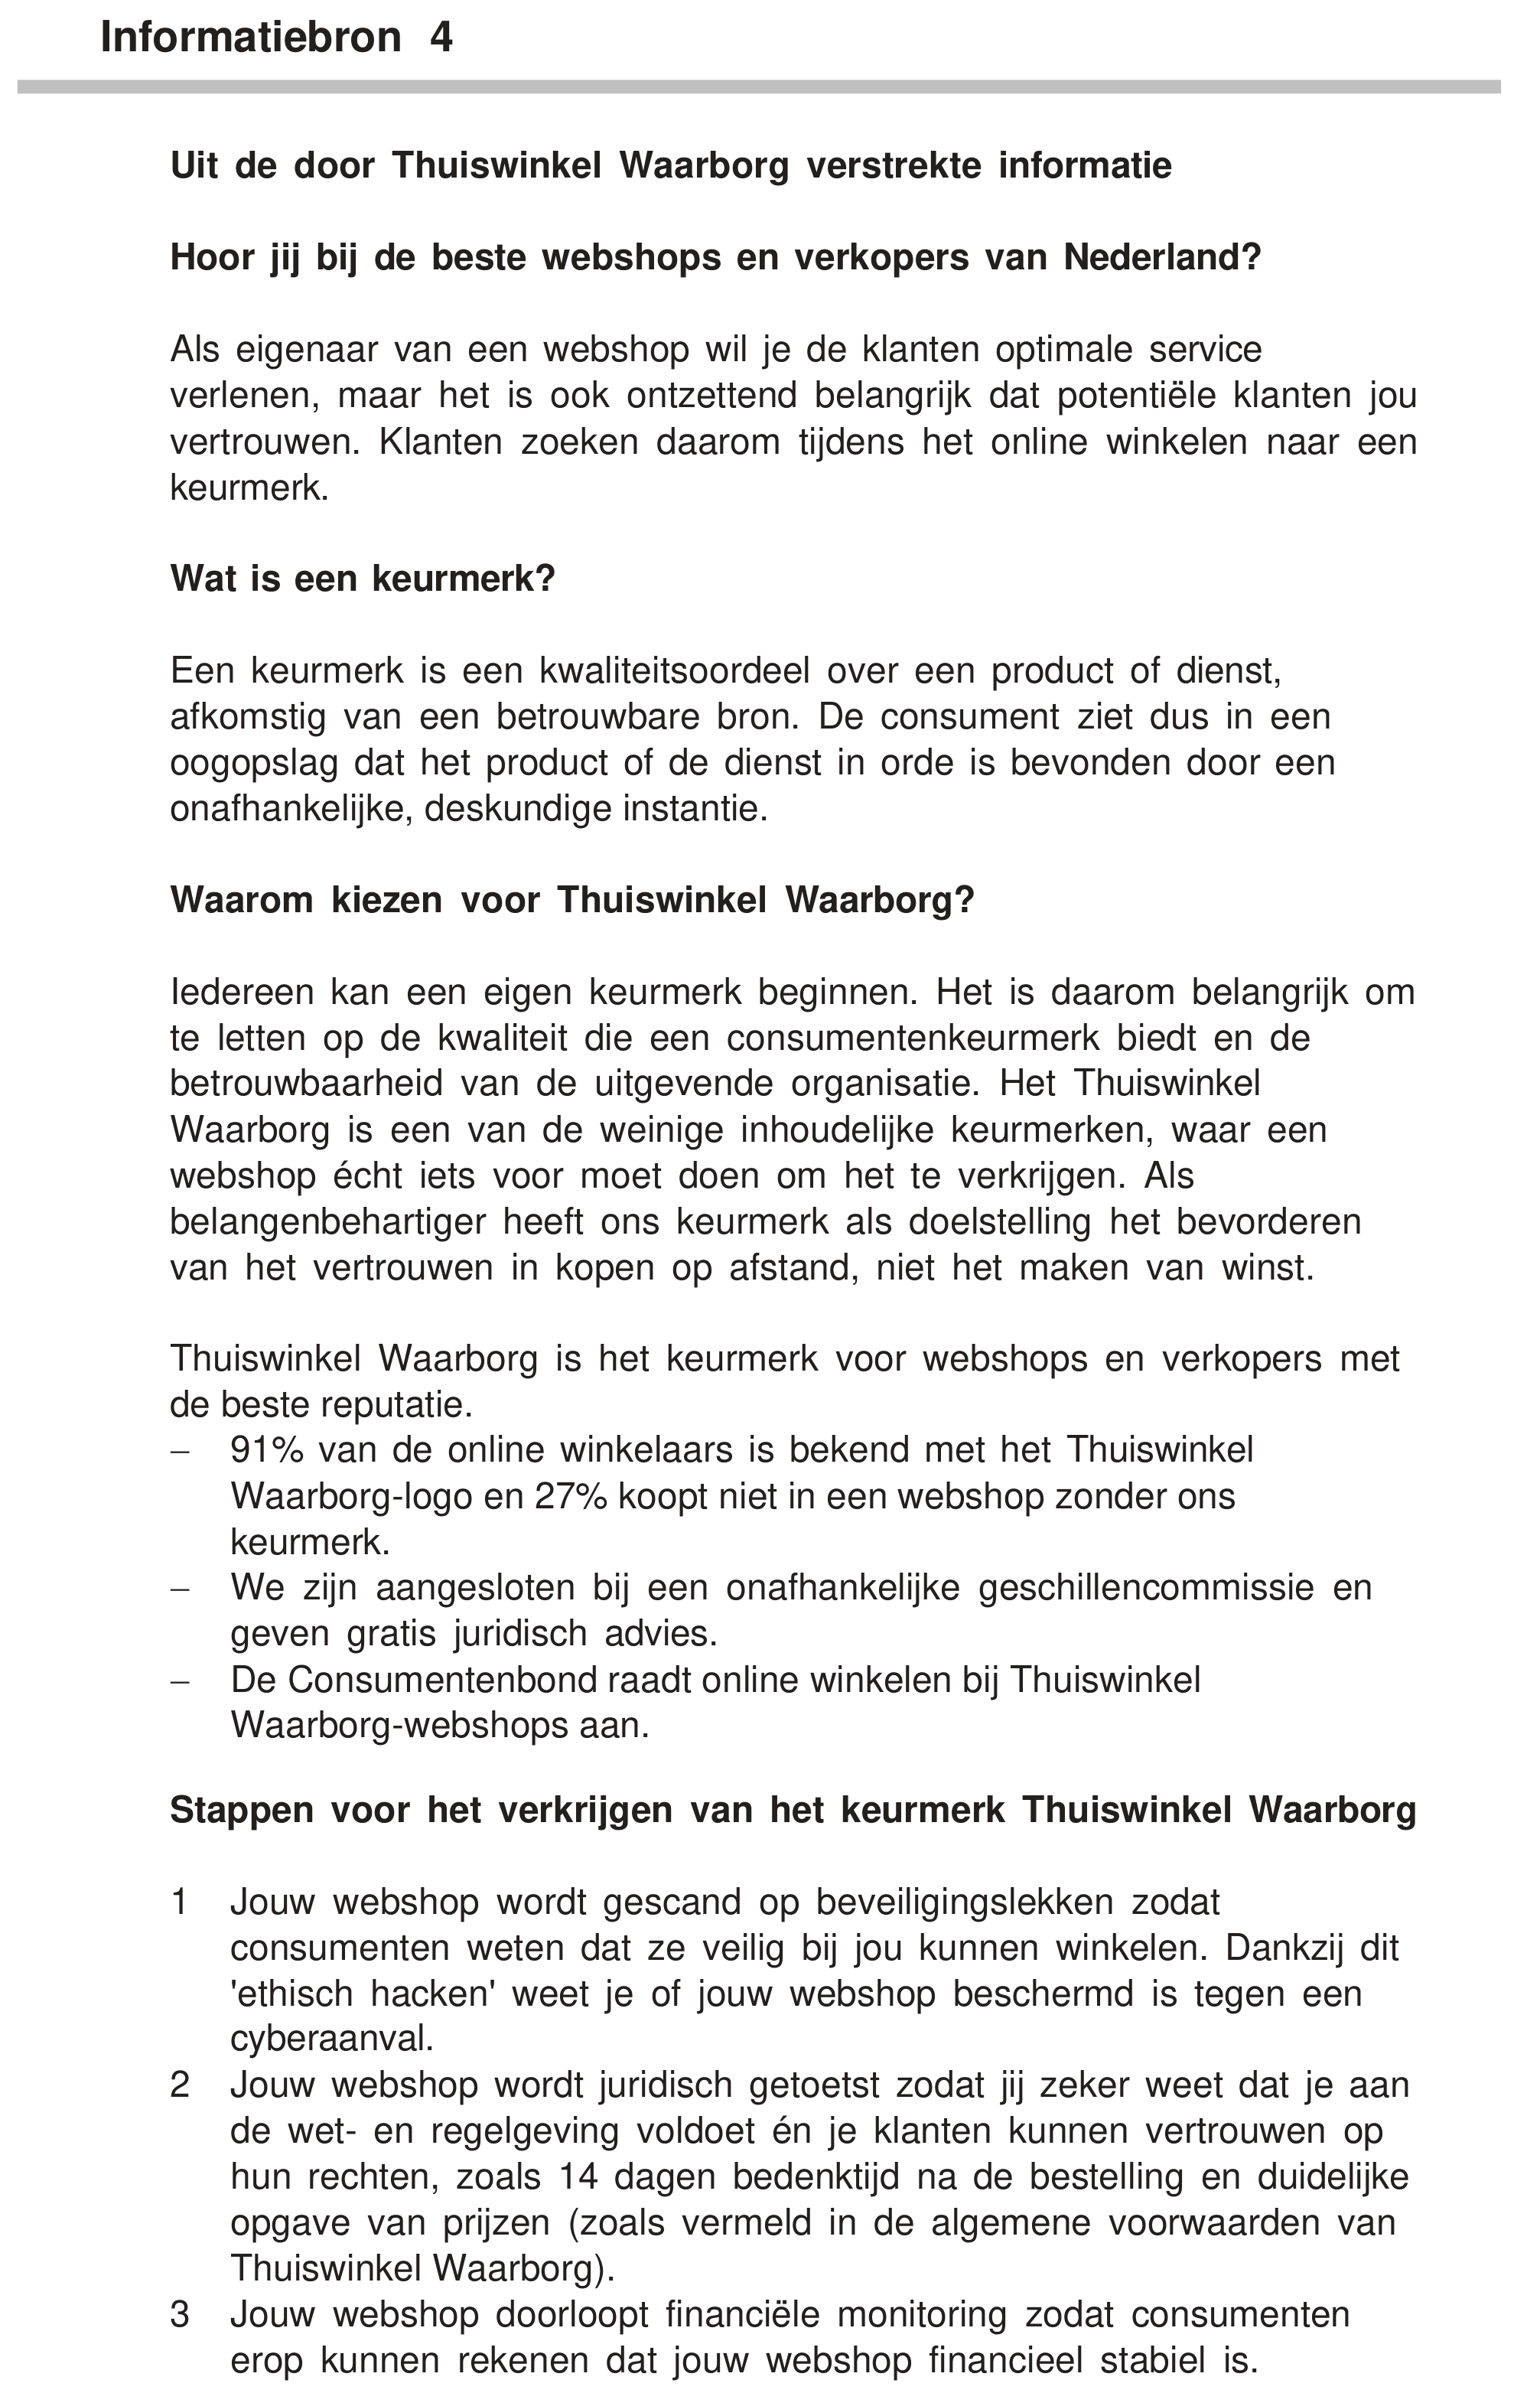 Informatiebron 4
Uit de door Thuiswinkel Waarborg verstrekte informatie
Hoor jij bij de beste webshops en verkopers van Nederland?
Als eigenaar van een webshop wil je de klanten optimale service
verlenen, maar het is ook ontzettend belangrijk dat potentiële klanten jou
vertrouwen. Klanten zoeken daarom tijdens het online winkelen naar een
keurmerk.
Wat is een keurmerk?
Een keurmerk is een kwaliteitsoordeel over een product of dienst,
afkomstig van een betrouwbare bron. De consument ziet dus in een
oogopslag dat het product of de dienst in orde is bevonden door een
onafhankelijke, deskundige instantie.
Waarom kiezen voor Thuiswinkel Waarborg?
Iedereen kan een eigen keurmerk beginnen. Het is daarom belangrijk om
te letten op de kwaliteit die een consumentenkeurmerk biedt en de
betrouwbaarheid van de uitgevende organisatie. Het Thuiswinkel
Waarborg is een van de weinige inhoudelijke keurmerken, waar een
webshop écht iets voor moet doen om het te verkrijgen. Als
belangenbehartiger heeft ons keurmerk als doelstelling het bevorderen
van het vertrouwen in kopen op afstand, niet het maken van winst.
Thuiswinkel Waarborg is het keurmerk voor webshops en verkopers met
de beste reputatie.
– 91% van de online winkelaars is bekend met het Thuiswinkel
Waarborg-logo en 27% koopt niet in een webshop zonder ons
keurmerk.
– We zijn aangesloten bij een onafhankelijke geschillencommissie en
geven gratis juridisch advies.
– De Consumentenbond raadt online winkelen bij Thuiswinkel
Waarborg-webshops aan.
Stappen voor het verkrijgen van het keurmerk Thuiswinkel Waarborg
1 Jouw webshop wordt gescand op beveiligingslekken zodat
consumenten weten dat ze veilig bij jou kunnen winkelen. Dankzij dit
'ethisch hacken' weet je of jouw webshop beschermd is tegen een
cyberaanval.
2 Jouw webshop wordt juridisch getoetst zodat jij zeker weet dat je aan
de wet- en regelgeving voldoet én je klanten kunnen vertrouwen op
hun rechten, zoals 14 dagen bedenktijd na de bestelling en duidelijke
opgave van prijzen (zoals vermeld in de algemene voorwaarden van
Thuiswinkel Waarborg).
3 Jouw webshop doorloopt financiële monitoring zodat consumenten
erop kunnen rekenen dat jouw webshop financieel stabiel is.